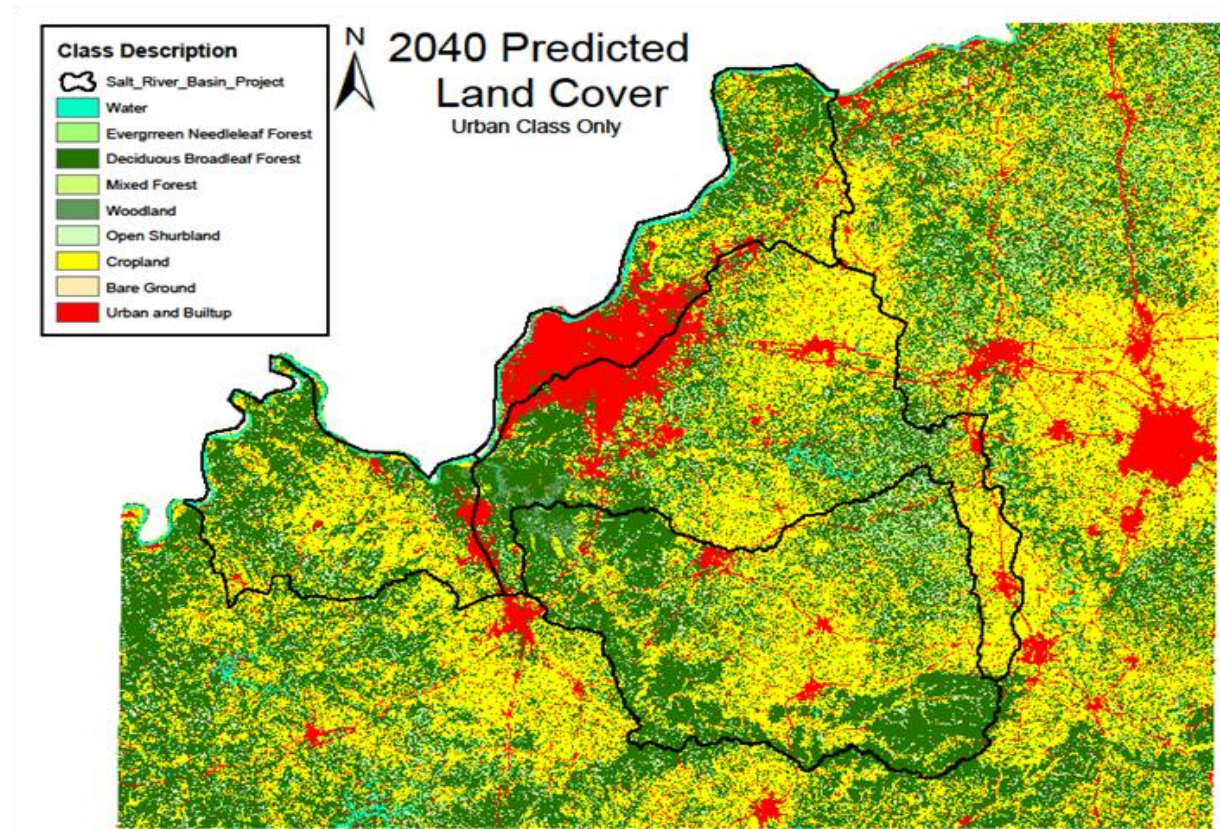 Class Description
Salt_River_Basin_Project
Water
Evergrreen Needleleaf Forest
Deciduous Broadleaf Forest
Mixed Forest
Woodland
Open Shurbland
Cropland
Bare Ground
Urban and Builtup
N
2040 Predicted
Land Cover
Urban Class Only